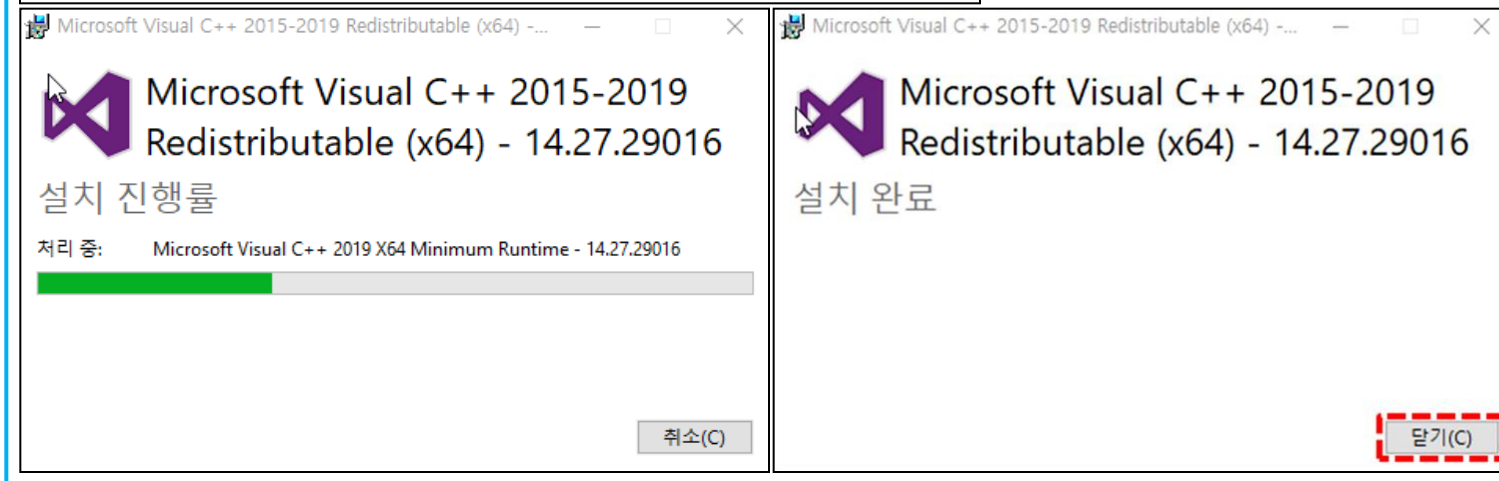 Microsoft Visual C++ 2015-2019 Redistributable (x64) -...
Microsoft Visual C++ 2015-2019
Redistributable (x64) - 14.27.29016
설치 진행률
처리 중: Microsoft Visual C++ 2019 X64 Minimum Runtime - 14.27.29016
취소(C)
Microsoft Visual C++ 2015-2019 Redistributable (x64) -...
Microsoft Visual C++ 2015-2019
Redistributable (x64) - 14.27.29016
설치 완료
닫기(C)